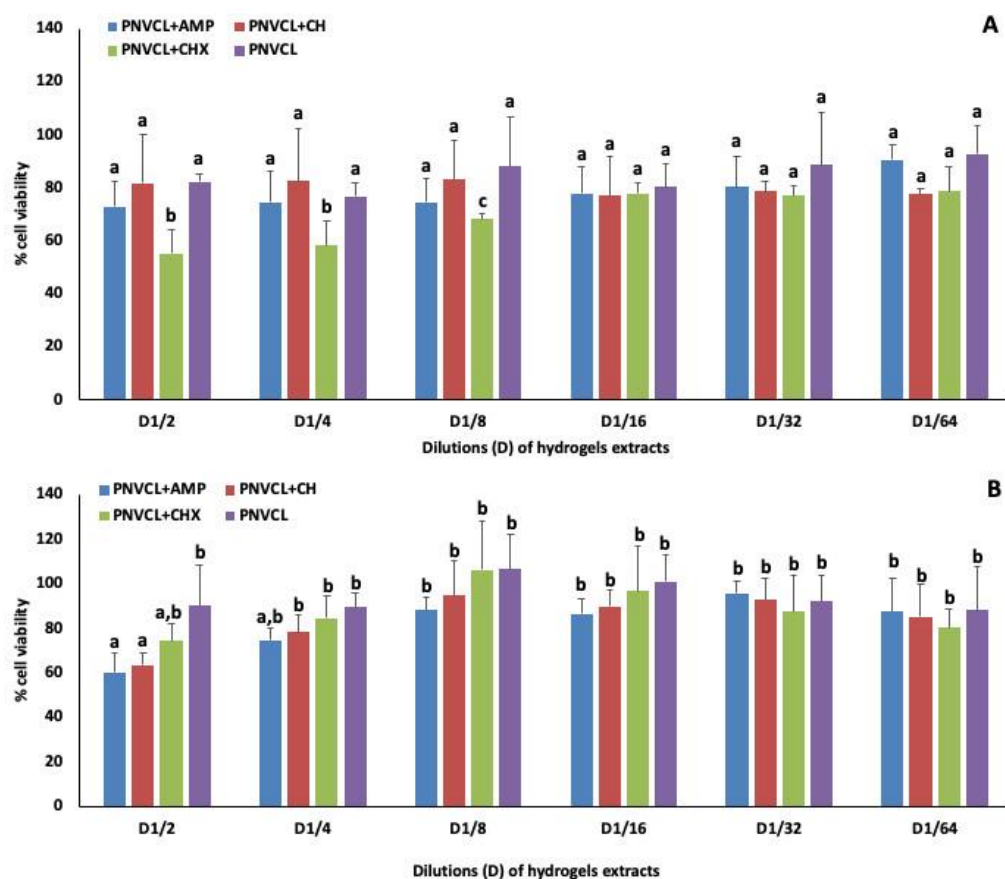 A
PNVCL+AMP PNVCL+CH
PNVCL+CHX PNVCL
140
120
100
80
60
40
20
0
% cell viability
a a b a
a a b a
a a c a
a a a a
a a a a
a a a a
D1/2 D1/4 D1/8 D1/16 D1/32 D1/64
Dilutions (D) of hydrogels extracts
B
PNVCL+AMP PNVCL+CH
PNVCL+CHX PNVCL
140
120
100
80
60
40
20
0
% cell viability
a a a,b b
a,b b b b
b b b b
b b b b
b b b b
b b b b
D1/2 D1/4 D1/8 D1/16 D1/32 D1/64
Dilutions (D) of hydrogels extracts